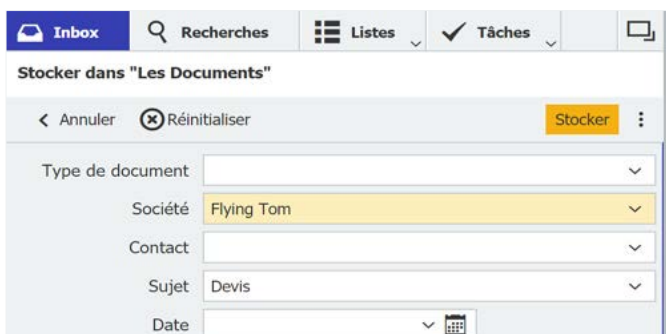 Inbox Recherches Listes Tâches
Stocker dans "Les Documents"
Annuler Réinitialiser Stocker
Type de document
Société Flying Tom
Contact
Sujet Devis
Date